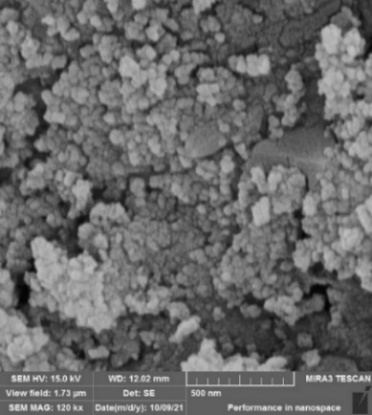 SEM HV: 15.0 kV WD: 12.02 mm MIRA3 TESCAN
View field: 1.73 µm Det: SE 500 nm
SEM MAG: 120 kx Date(m/d/y): 10/09/21 Performance in nanospace